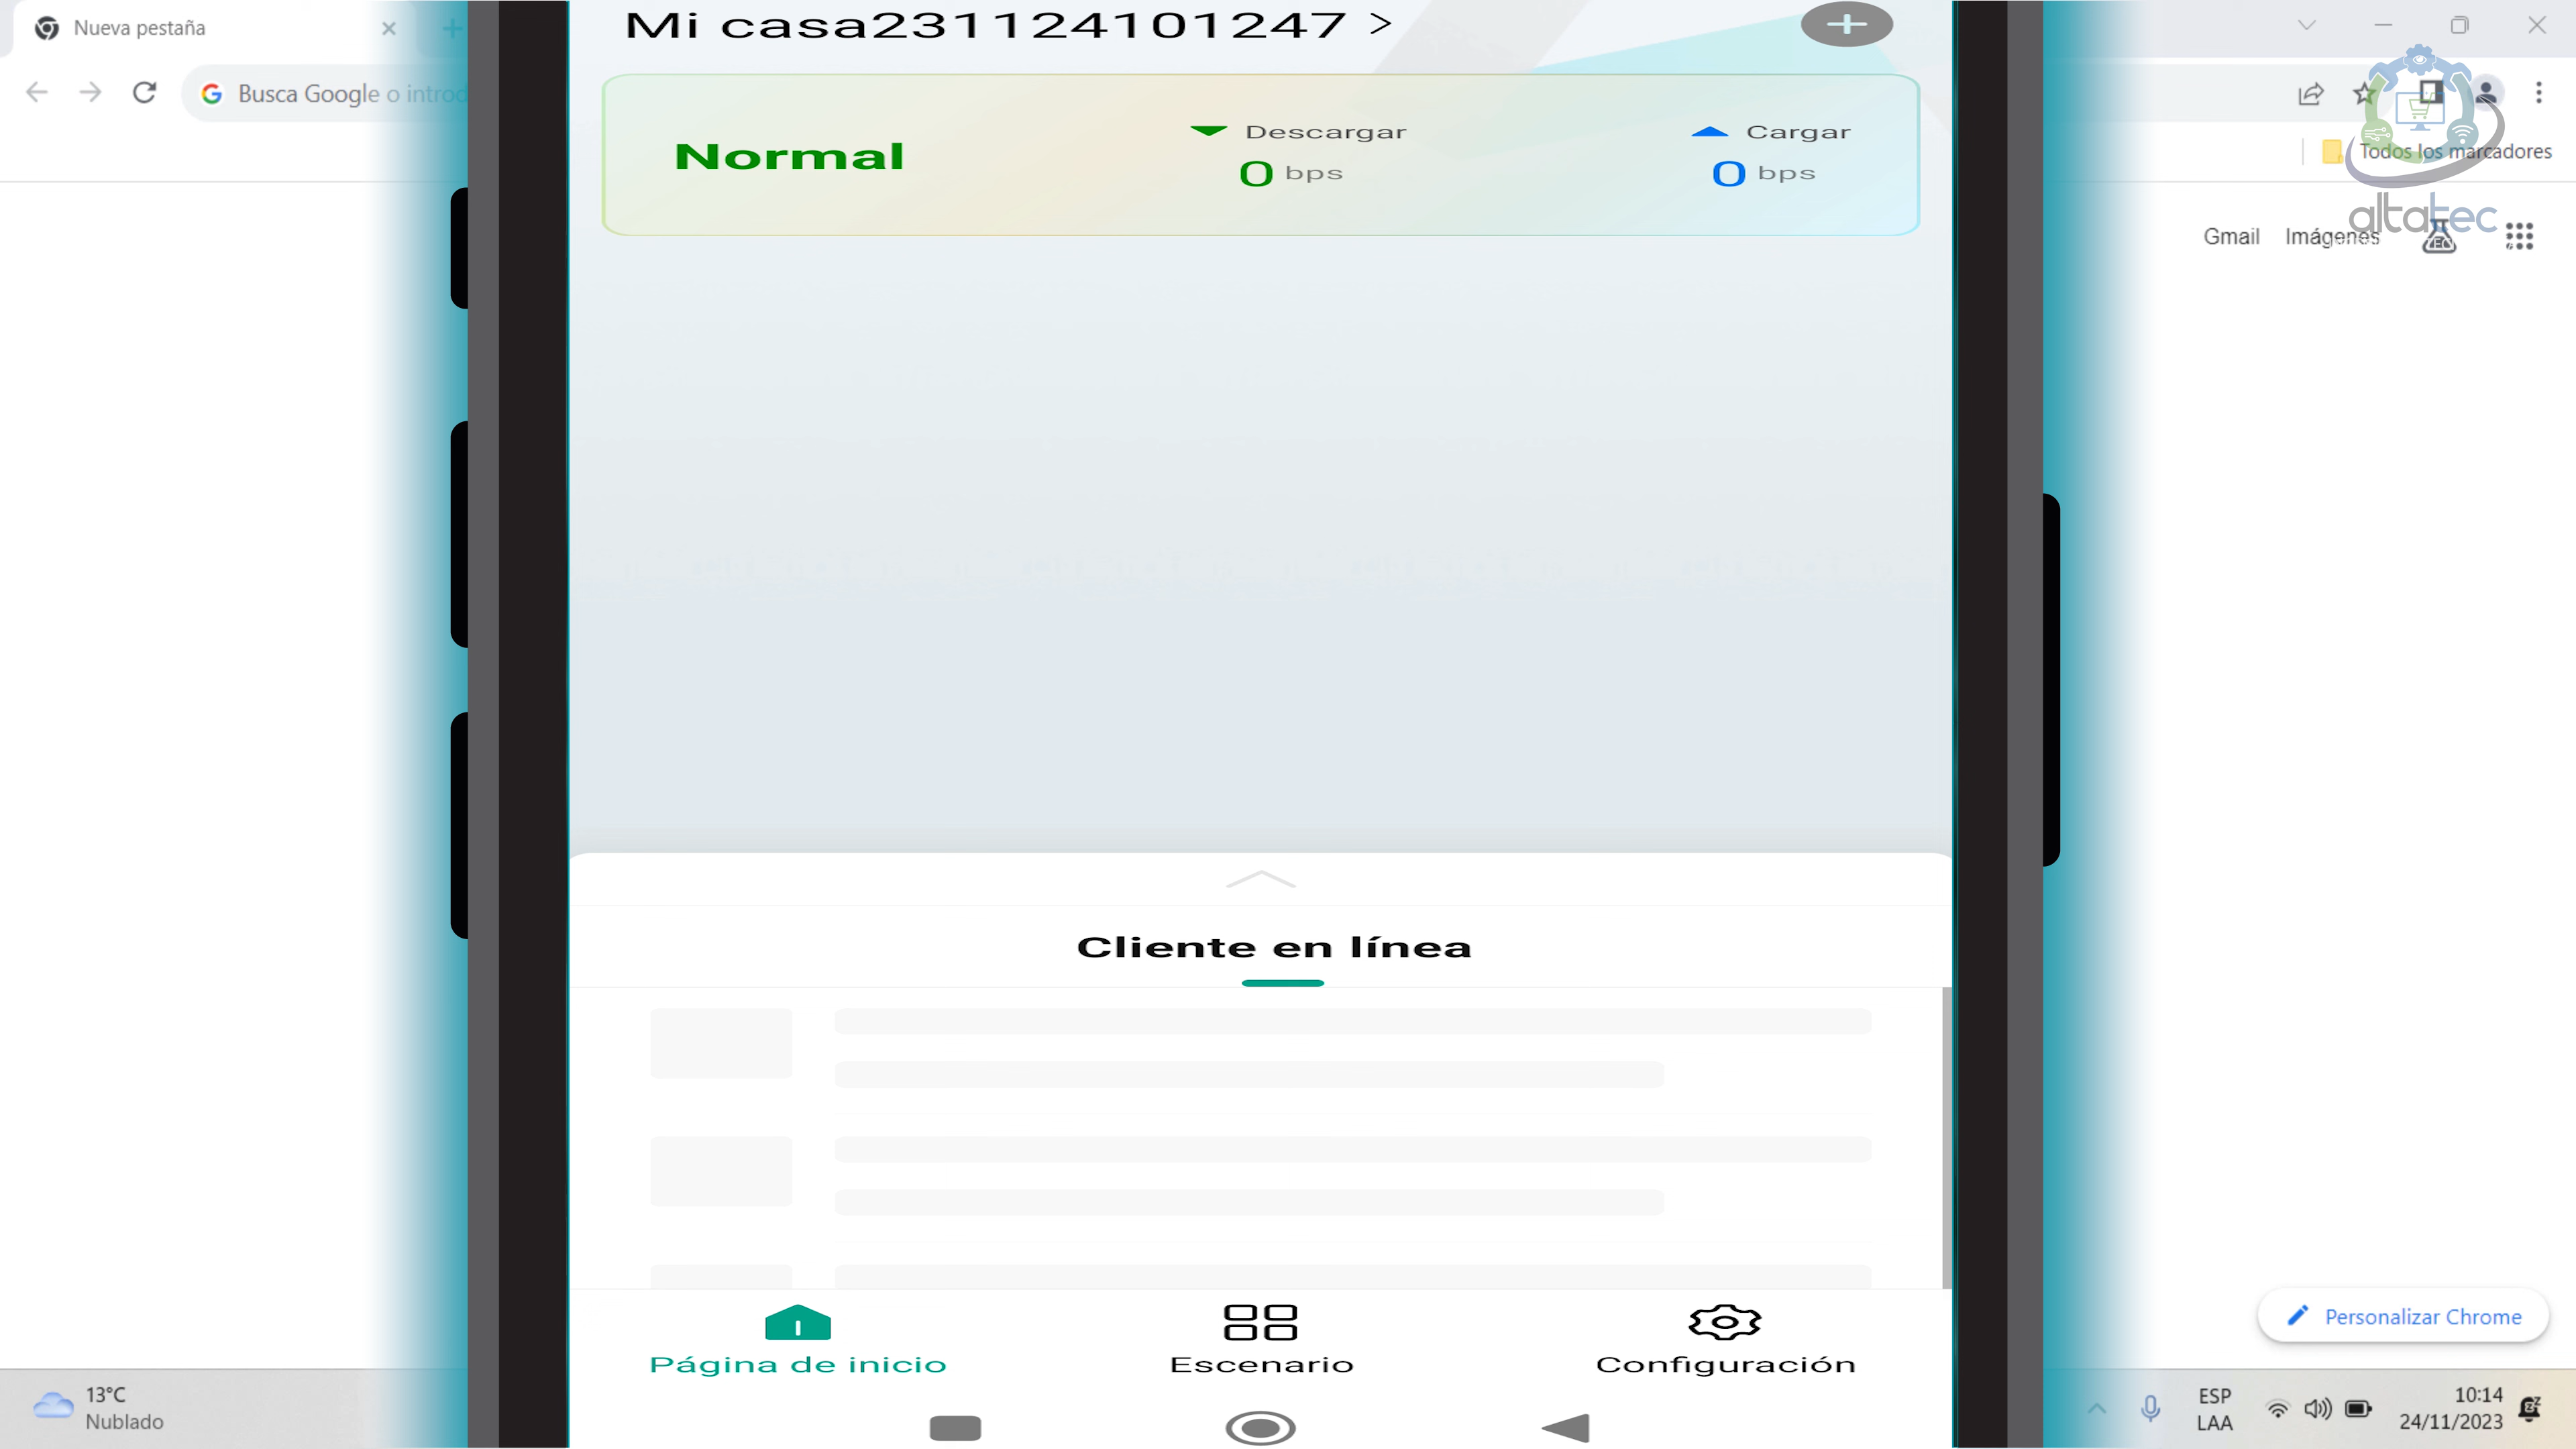 Nueva pestaña
Busca Google o introd
Todos los marcadores
altatec
Gmail
Imágenes
Mi casa231124101247 >
Normal
Descargar
0 bps
Cargar
0 bps
Cliente en línea
Página de inicio
Escenario
Configuración
Personalizar Chrome
13°C
Nublado
ESP
LAA
10:14
24/11/2023